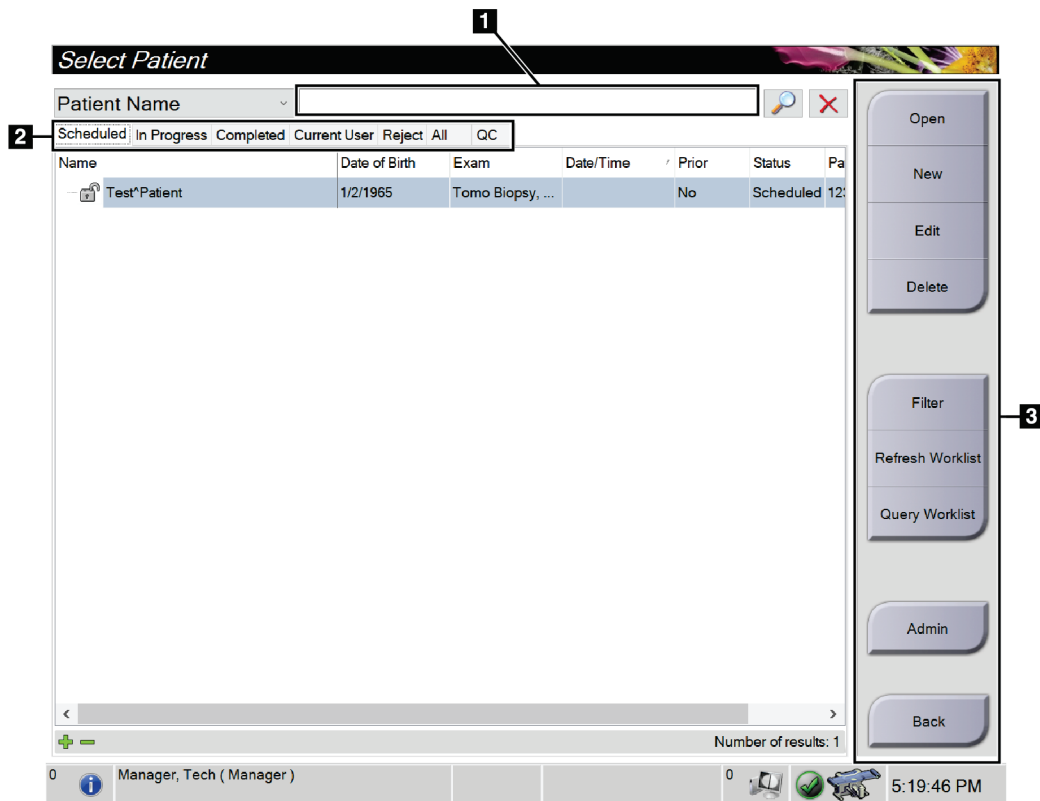 1
Select Patient
Patient Name
2
Scheduled In Progress Completed Current User Reject All QC
Name Date of Birth Exam Date/Time Prior Status Pa
Test^Patient 1/2/1965 Tomo Biopsy, ... No Scheduled 123
Open
New
Edit
Delete
Filter
3
Refresh Worklist
Query Worklist
Admin
Back
Number of results: 1
0 Manager, Tech ( Manager ) 0 5:19:46 PM